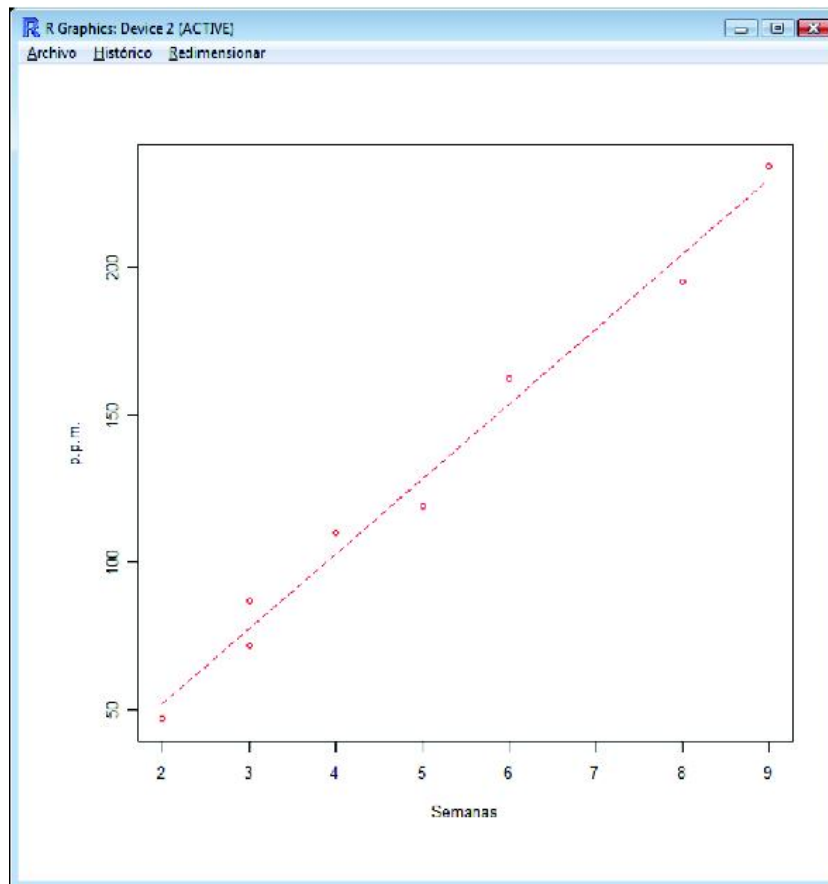 R Graphics: Device 2 (ACTIVE)
Archivo Histórico Redimensionar
200
150
100
50
p.p.m.
2 3 4 5 6 7 8 9
Semanas